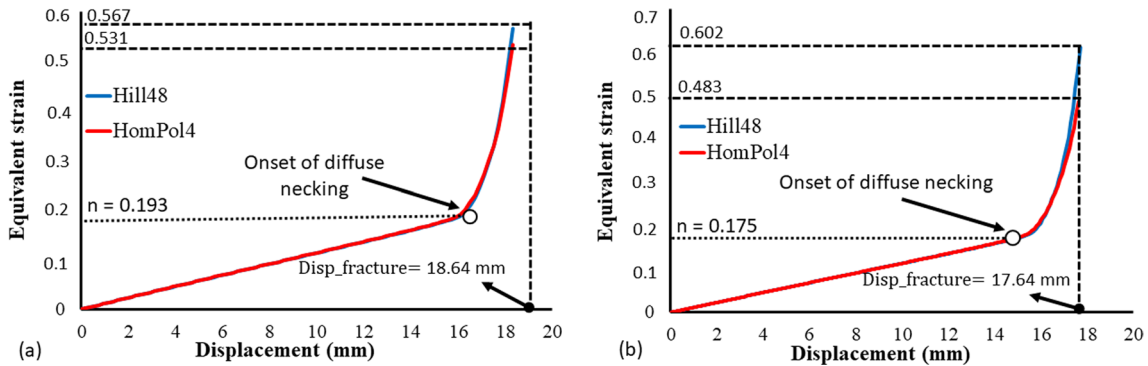 0.6
0.567
0.531
0.5
0.4
0.3
0.2
0.1
0
Equivalent strain
Hill48
HomPol4
Onset of diffuse
necking
n = 0.193
Disp_fracture= 18.64 mm
0 2 4 6 8 10 12 14 16 18 20
Displacement (mm)
(a)
0.7
0.6
0.602
0.5
0.483
0.4
0.3
0.2
0.1
0
Equivalent strain
Hill48
HomPol4
Onset of diffuse necking
n = 0.175
Disp_fracture= 17.64 mm
0 2 4 6 8 10 12 14 16 18 20
Displacement (mm)
(b)